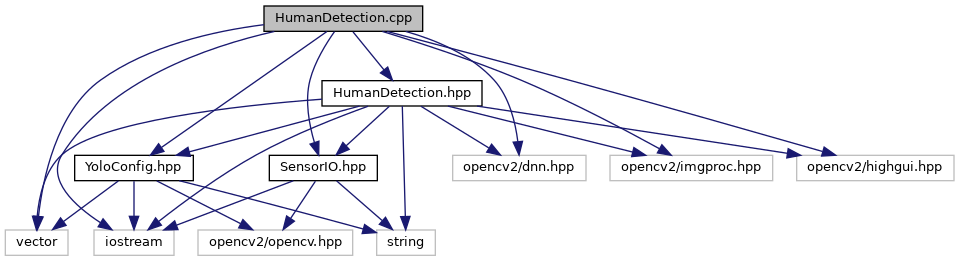 HumanDetection.cpp
HumanDetection.hpp
YoloConfig.hpp
SensorIO.hpp
opencv2/dnn.hpp
opencv2/imgproc.hpp
opencv2/highgui.hpp
vector
iostream
opencv2/opencv.hpp
string